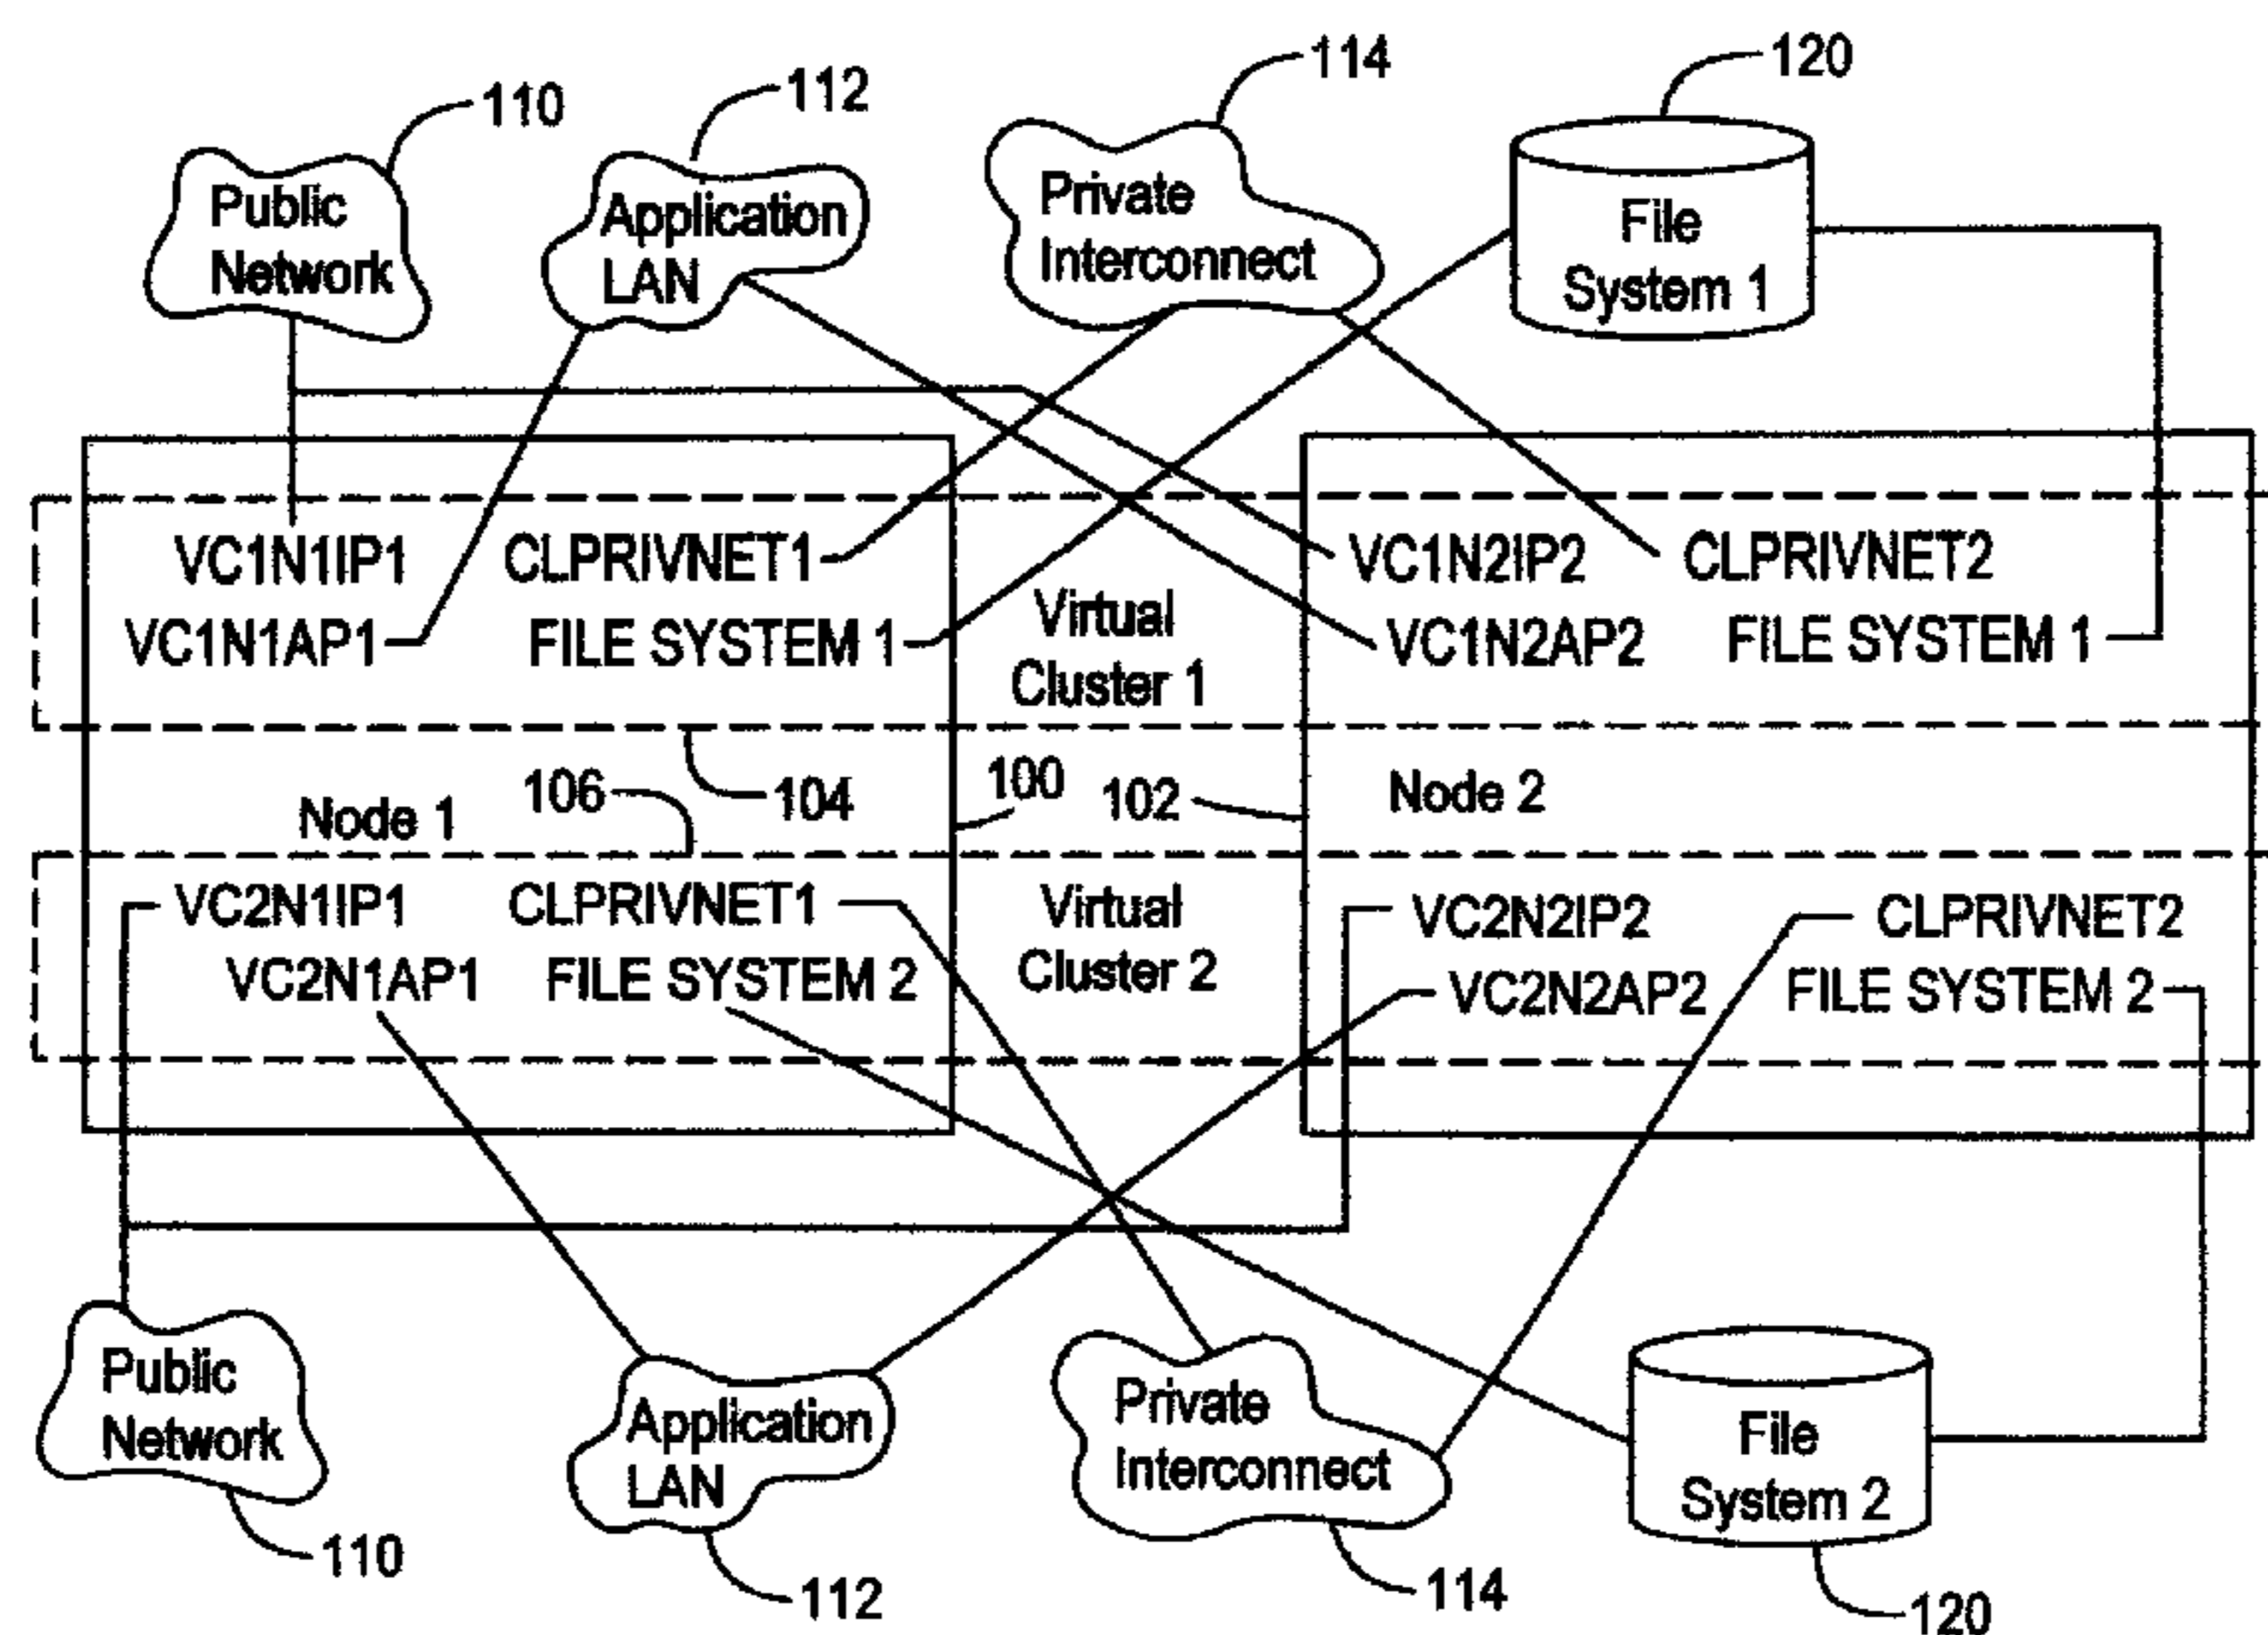 110
112
114
120
Public
Network
Application
LAN
Private
Interconnect
File
System 1
VC1N1IP1
CLPRIVNET1
VC1N2IP2
CLPRIVNET2
VC1N1AP1
FILE SYSTEM 1
Virtual
Cluster 1
VC1N2AP2
FILE SYSTEM 1
Node 1
106
104
100
102
Node 2
VC2N1IP1
CLPRIVNET1
Virtual
Cluster 2
VC2N2IP2
CLPRIVNET2
VC2N1AP1
FILE SYSTEM 2
VC2N2AP2
FILE SYSTEM 2
Public
Network
Application
LAN
Private
Interconnect
File
System 2
110
112
114
120